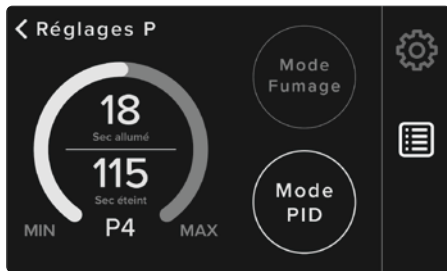 Réglages P
18
Sec allumé
115
Sec éteint
MIN
P4
MAX
Mode
Fumage
Mode
PID